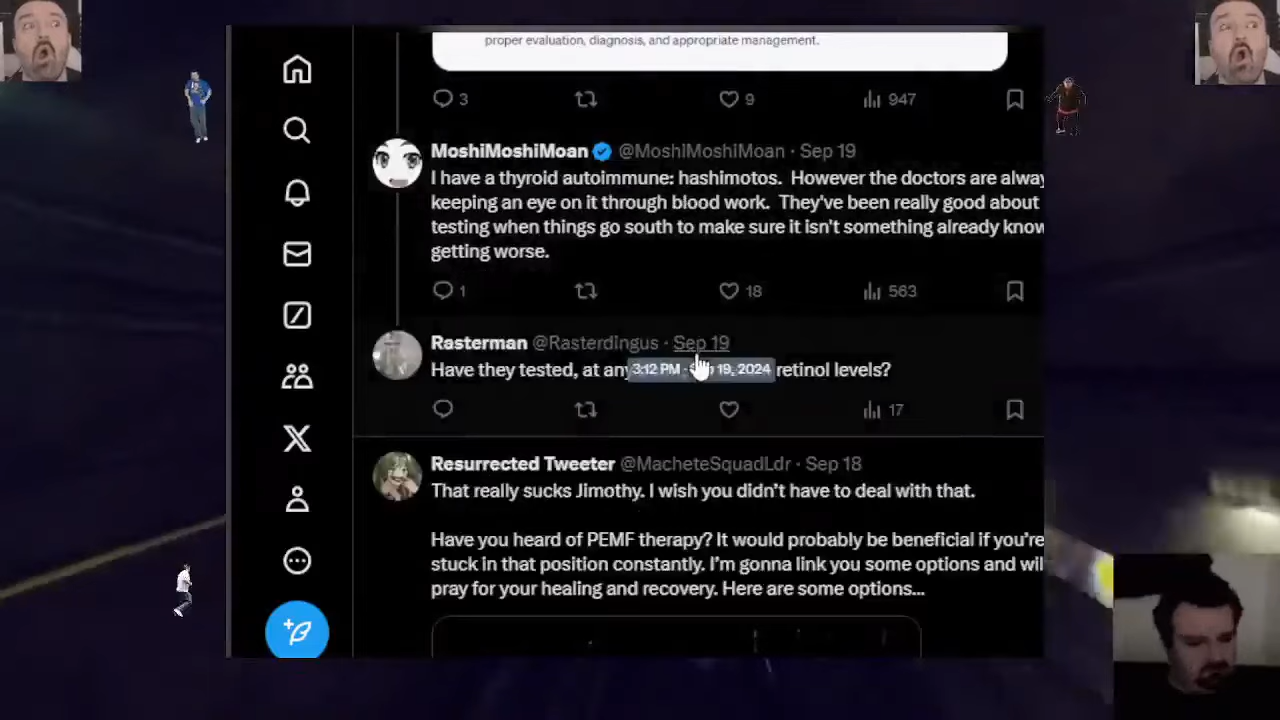 proper evaluation, diagnosis, and appropriate management.
3 9 947
MoshiMoshiMoan @MoshIMoshIMoan · Sep 19
I have a thyroid autoimmune: hashimotos. However the doctors are alway
keeping an eye on it through blood work. They've been really good about
testing when things go south to make sure it isn't something already know
getting worse.
1 18 563
Rasterman @Rasterdingus · Sep 19
Have they tested, at any retinol levels?
3:12 PM · 19, 2024
17
Resurrected Tweeter @MacheteSquadLdr · Sep 18
That really sucks Jimothy. I wish you didn't have to deal with that.
Have you heard of PEMF therapy? It would probably be beneficial if you're
stuck in that position constantly. I'm gonna link you some options and wil
pray for your healing and recovery. Here are some options...